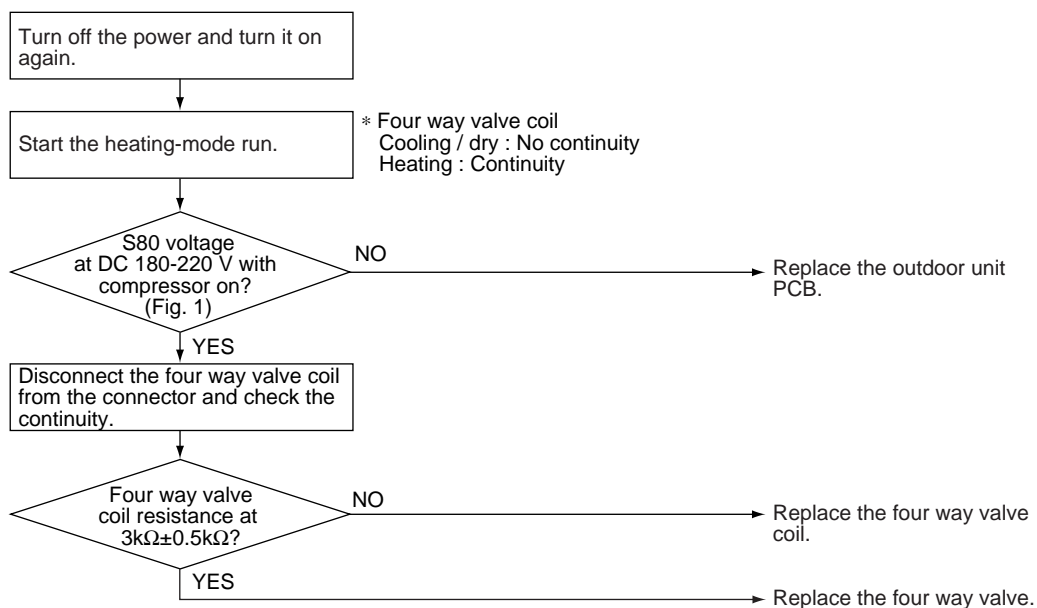 Turn off the power and turn it on
again.
Start the heating-mode run.
∗ Four way valve coil
Cooling / dry : No continuity
Heating : Continuity
S80 voltage
at DC 180-220 V with
compressor on?
(Fig. 1)
NO
Replace the outdoor unit
PCB.
YES
Disconnect the four way valve coil
from the connector and check the
continuity.
Four way valve
coil resistance at
3kΩ±0.5kΩ?
NO
Replace the four way valve
coil.
YES
Replace the four way valve.